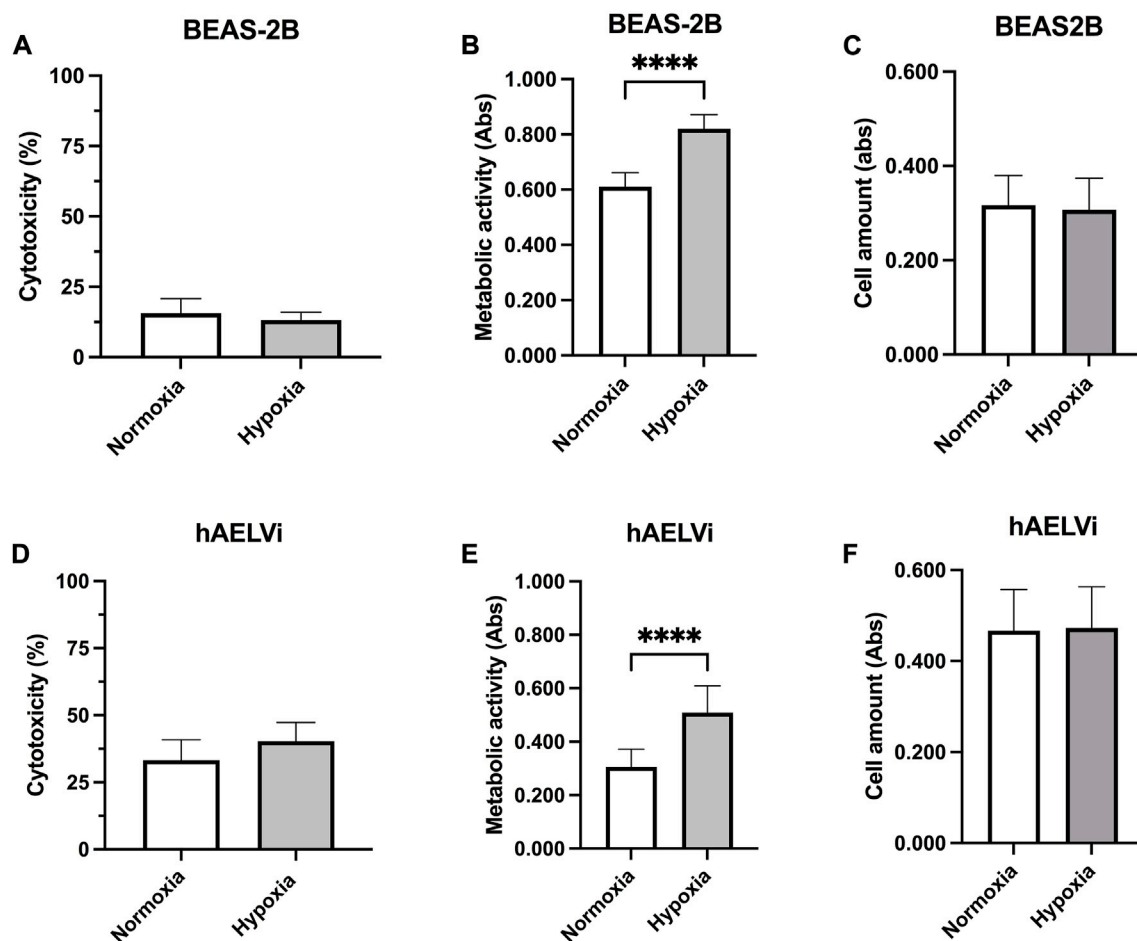 A
BEAS-2B
Cytotoxicity (%)
100
75
50
25
0
Normoxia
Hypoxia
B
BEAS-2B
****
Metabolic activity (Abs)
1.000
0.800
0.600
0.400
0.200
0.000
Normoxia
Hypoxia
C
BEAS2B
Cell amount (abs)
0.600
0.400
0.200
0.000
Normoxia
Hypoxia
D
hAELVi
Cytotoxicity (%)
100
75
50
25
0
Normoxia
Hypoxia
E
hAELVi
****
Metabolic activity (Abs)
1.000
0.800
0.600
0.400
0.200
0.000
Normoxia
Hypoxia
F
hAELVi
Cell amount (Abs)
0.600
0.400
0.200
0.000
Normoxia
Hypoxia